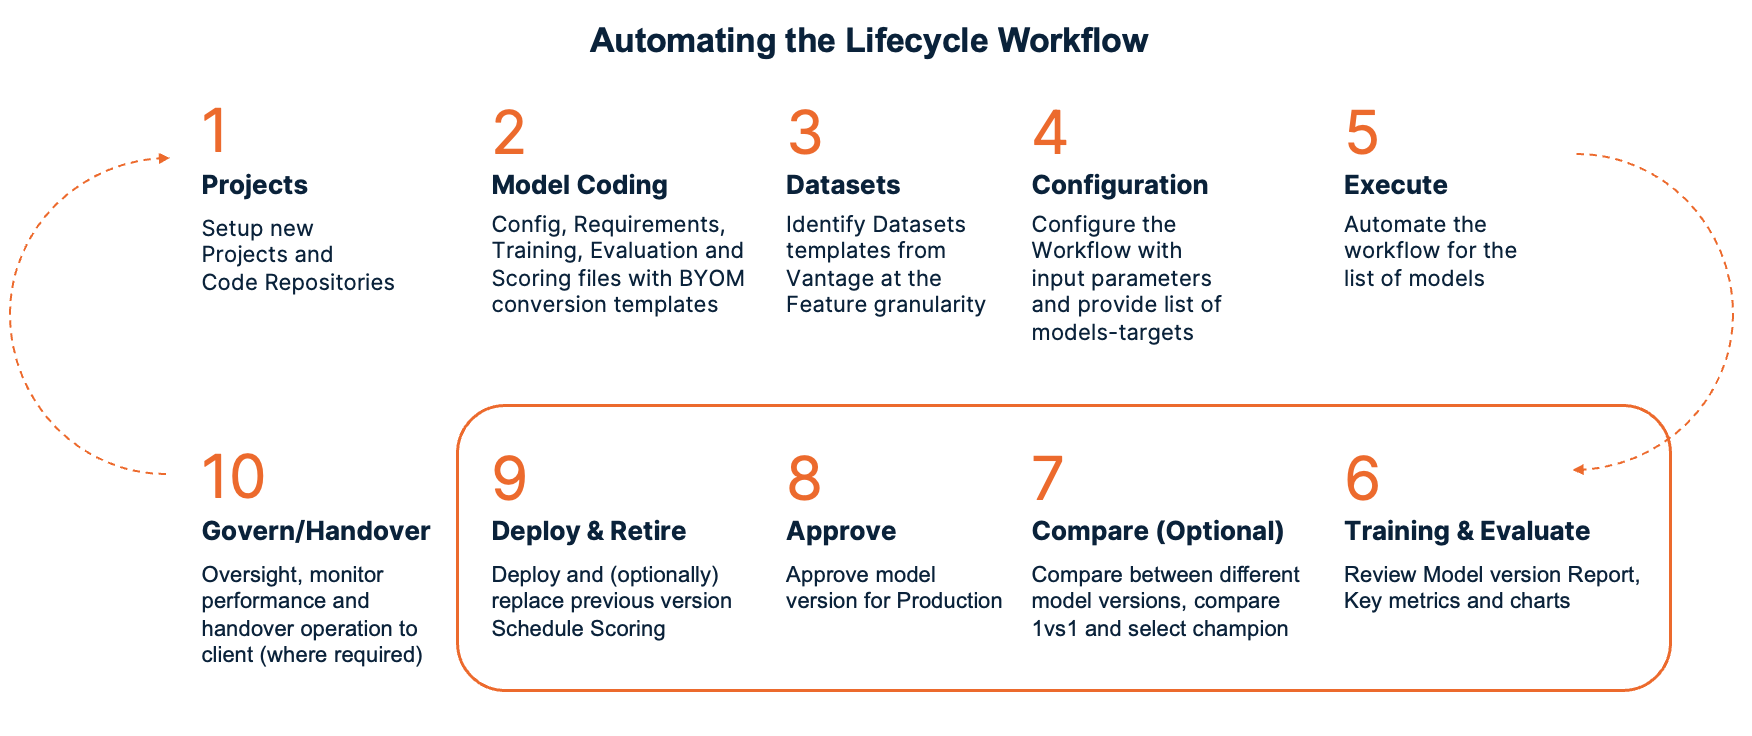 Automating the Lifecycle Workflow
1
Projects
Setup new
Projects and
Code Repositories
2
Model Coding
Config, Requirements,
Training, Evaluation and
Scoring files with BYOM
conversion templates
3
Datasets
Identify Datasets
templates from
Vantage at the
Feature granularity
4
Configuration
Configure the
Workflow with
input parameters
and provide list of
models-targets
5
Execute
Automate the
workflow for the
list of models
6
Training & Evaluate
Review Model version Report,
Key metrics and charts
7
Compare (Optional)
Compare between different
model versions, compare
1vs1 and select champion
8
Approve
Approve model
version for Production
9
Deploy & Retire
Deploy and (optionally)
replace previous version
Schedule Scoring
10
Govern/Handover
Oversight, monitor
performance and
handover operation to
client (where required)